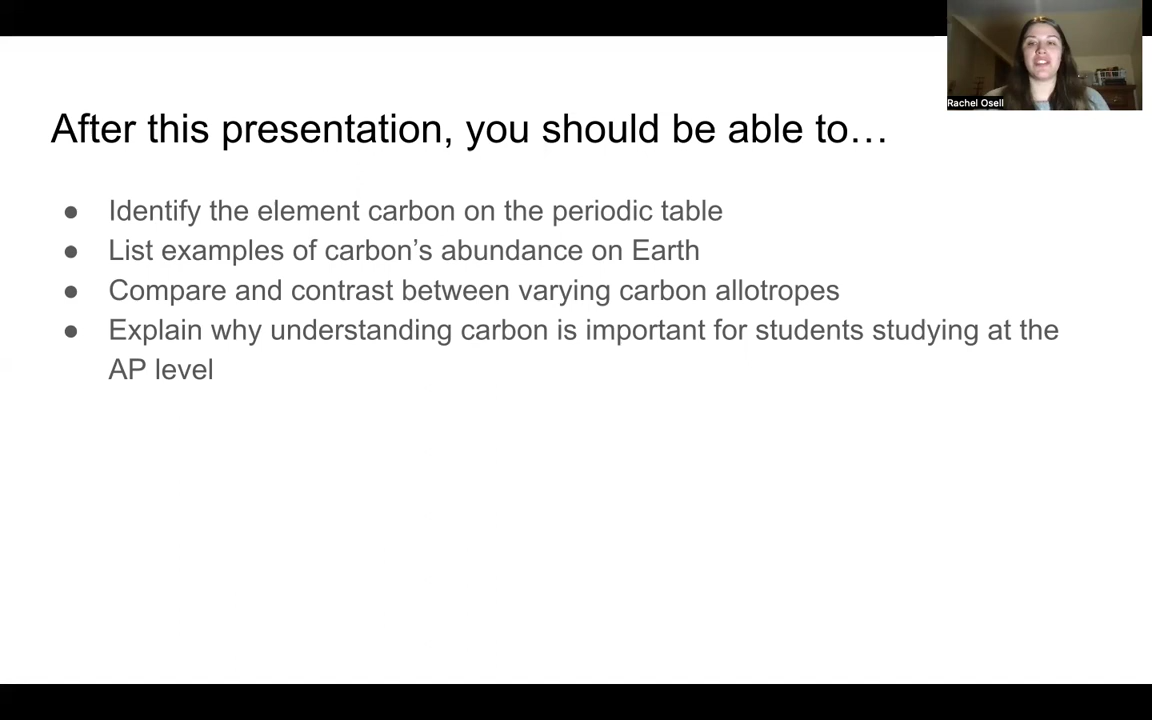 Rachel Osell
After this presentation, you should be able to…
● Identify the element carbon on the periodic table
● List examples of carbon’s abundance on Earth
● Compare and contrast between varying carbon allotropes
● Explain why understanding carbon is important for students studying at the
AP level